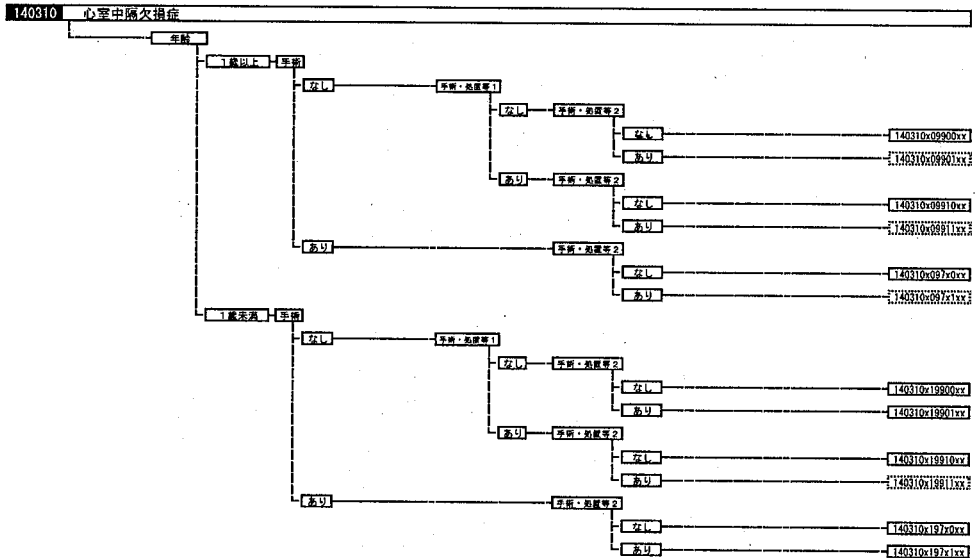 140310 心室中隔欠損症
年齢
1歳以上 手術
なし 手術・処置等1
なし 手術・処置等2
なし 140310x09900xx
あり 140310x09901xx
あり 手術・処置等2
なし 140310x09910xx
あり 140310x09911xx
あり 手術・処置等2
なし 140310x097x0xx
あり 140310x097x1xx
1歳未満 手術
なし 手術・処置等1
なし 手術・処置等2
なし 140310x19900xx
あり 140310x19901xx
あり 手術・処置等2
なし 140310x19910xx
あり 140310x19911xx
あり 手術・処置等2
なし 140310x197x0xx
あり 140310x197x1xx